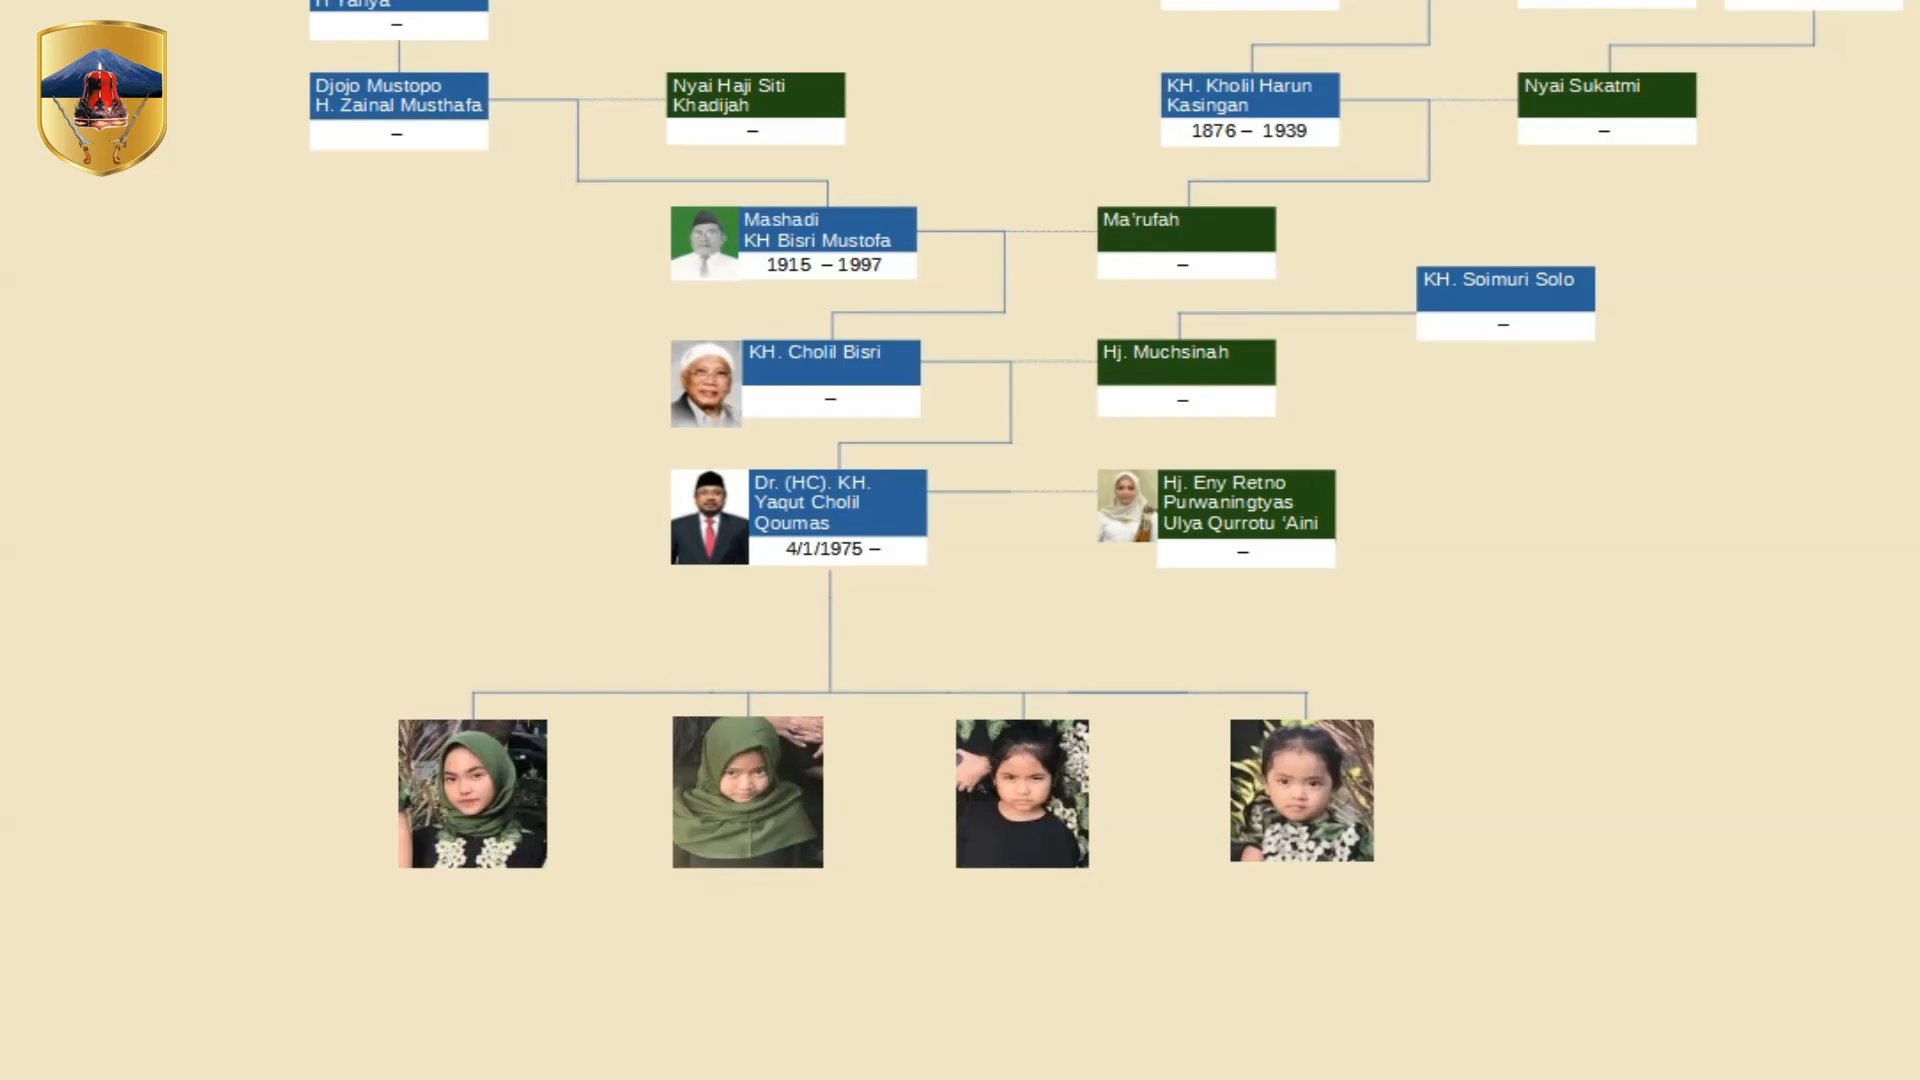 H Yahya
–
Djojo Mustopo
H. Zainal Musthafa
–
Nyai Haji Siti
Khadijah
–
KH. Kholil Harun
Kasingan
1876 – 1939
Nyai Sukatmi
–
Mashadi
KH Bisri Mustofa
1915 – 1997
Ma'rufah
–
KH. Soimuri Solo
–
KH. Cholil Bisri
–
Hj. Muchsinah
–
Dr. (HC). KH.
Yaqut Cholil
Qoumas
4/1/1975 –
Hj. Eny Retno
Purwaningtyas
Ulya Qurrotu 'Aini
–